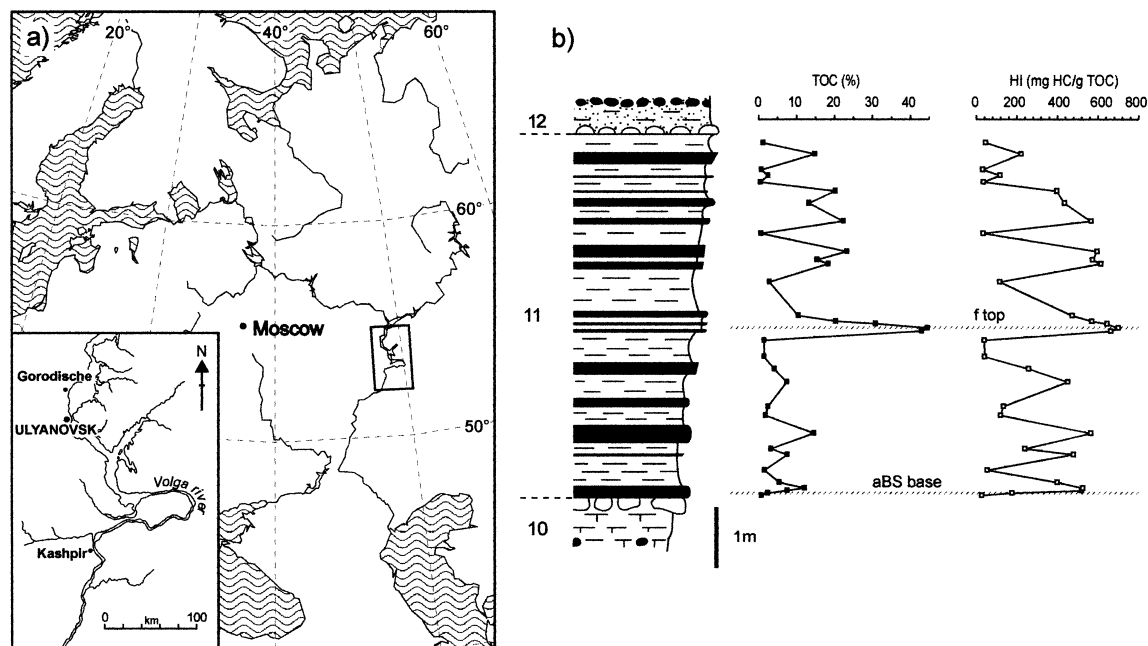 a)
20°
40°
60°
60°
Moscow
50°
N
Gorodische
ULYANOVSK
Volga river
Kashpir
0 km 100
b)
TOC (%)
0 10 20 30 40
HI (mg HC/g TOC)
0 200 400 600 800
12
11
f top
aBS base
10
1m